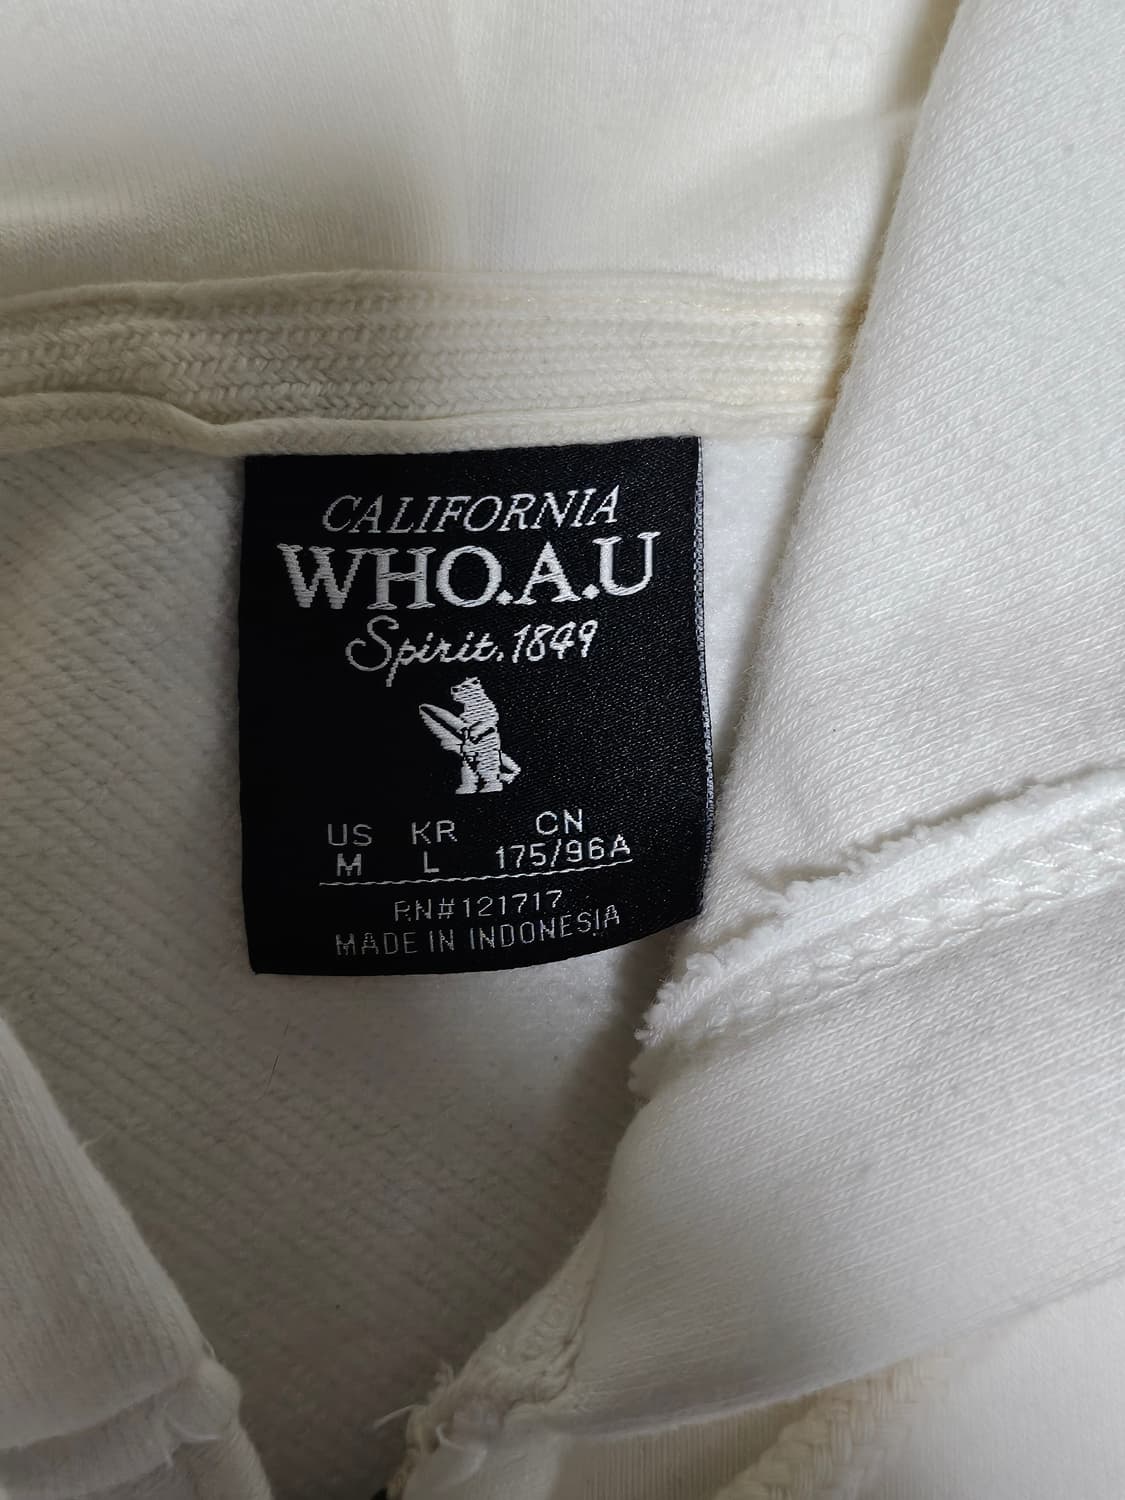 CALIFORNIA
WHO.A.U
Spirit.1849
US KR CN
M L 175/96A
RN#121717
MADE IN INDONESIA